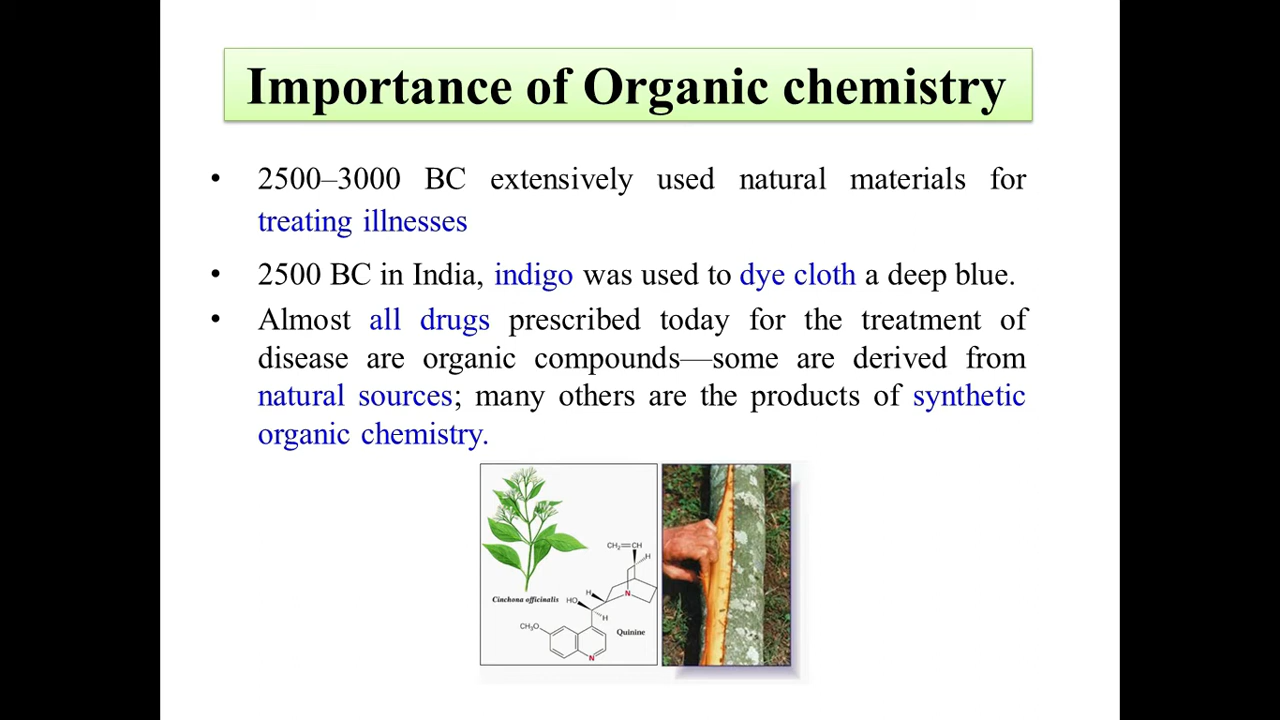 Importance of Organic chemistry
• 2500–3000 BC extensively used natural materials for
treating illnesses
• 2500 BC in India, indigo was used to dye cloth a deep blue.
• Almost all drugs prescribed today for the treatment of
disease are organic compounds—some are derived from
natural sources; many others are the products of synthetic
organic chemistry.
CH₂=CH
H
Cinchona officinalis
HO
H
N
H
CH₃O
Quinine
N